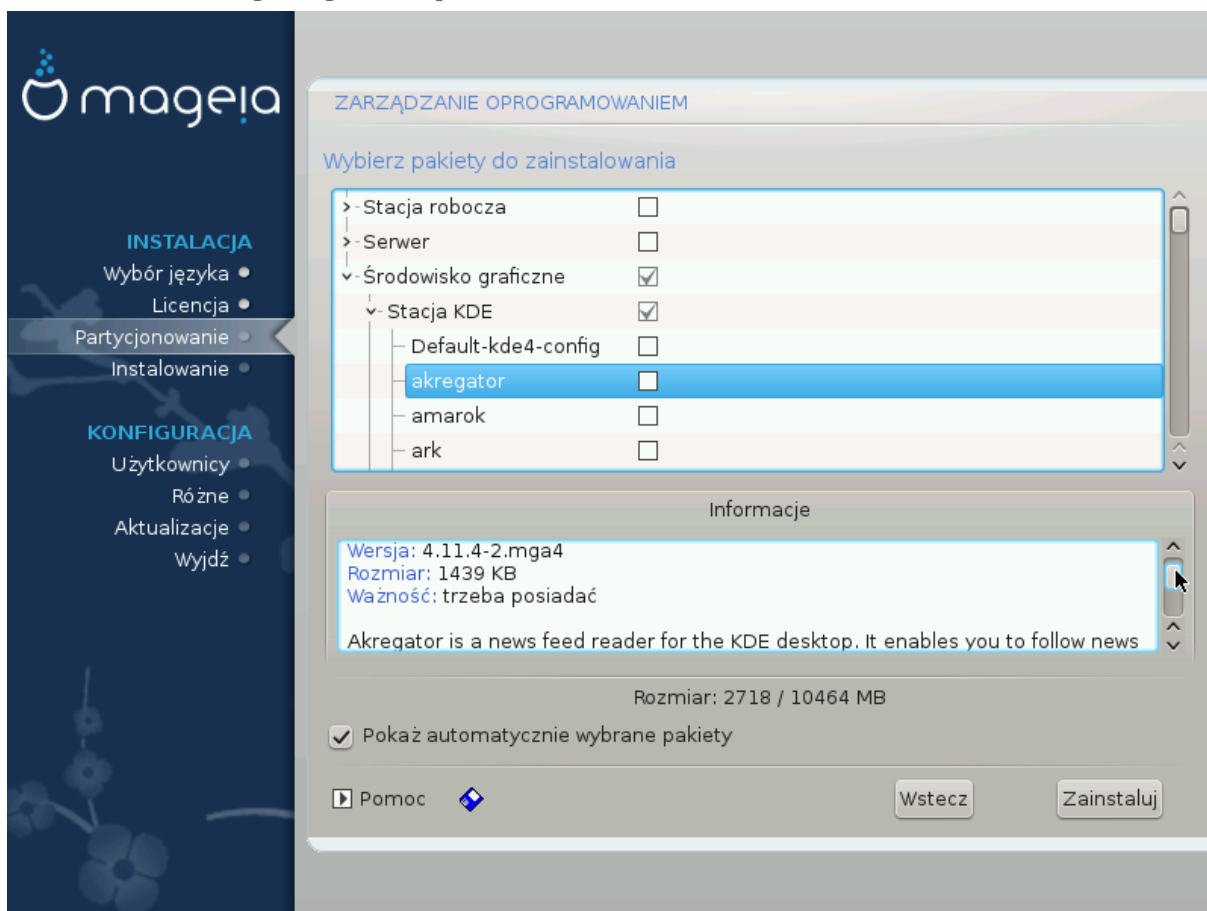 mageia
ZARZĄDZANIE OPROGRAMOWANIEM
Wybierz pakiety do zainstalowania
Stacja robocza
Serwer
Środowisko graficzne
Stacja KDE
Default-kde4-config
akregator
amarok
ark
INSTALACJA
Wybór języka
Licencja
Partycjonowanie
Instalowanie
KONFIGURACJA
Użytkownicy
Różne
Aktualizacje
Wyjdź
Informacje
Wersja: 4.11.4-2.mga4
Rozmiar: 1439 KB
Ważność: trzeba posiadać
Akregator is a news feed reader for the KDE desktop. It enables you to follow news
Rozmiar: 2718 / 10464 MB
Pokaż automatycznie wybrane pakiety
Pomoc
Wstecz
Zainstaluj